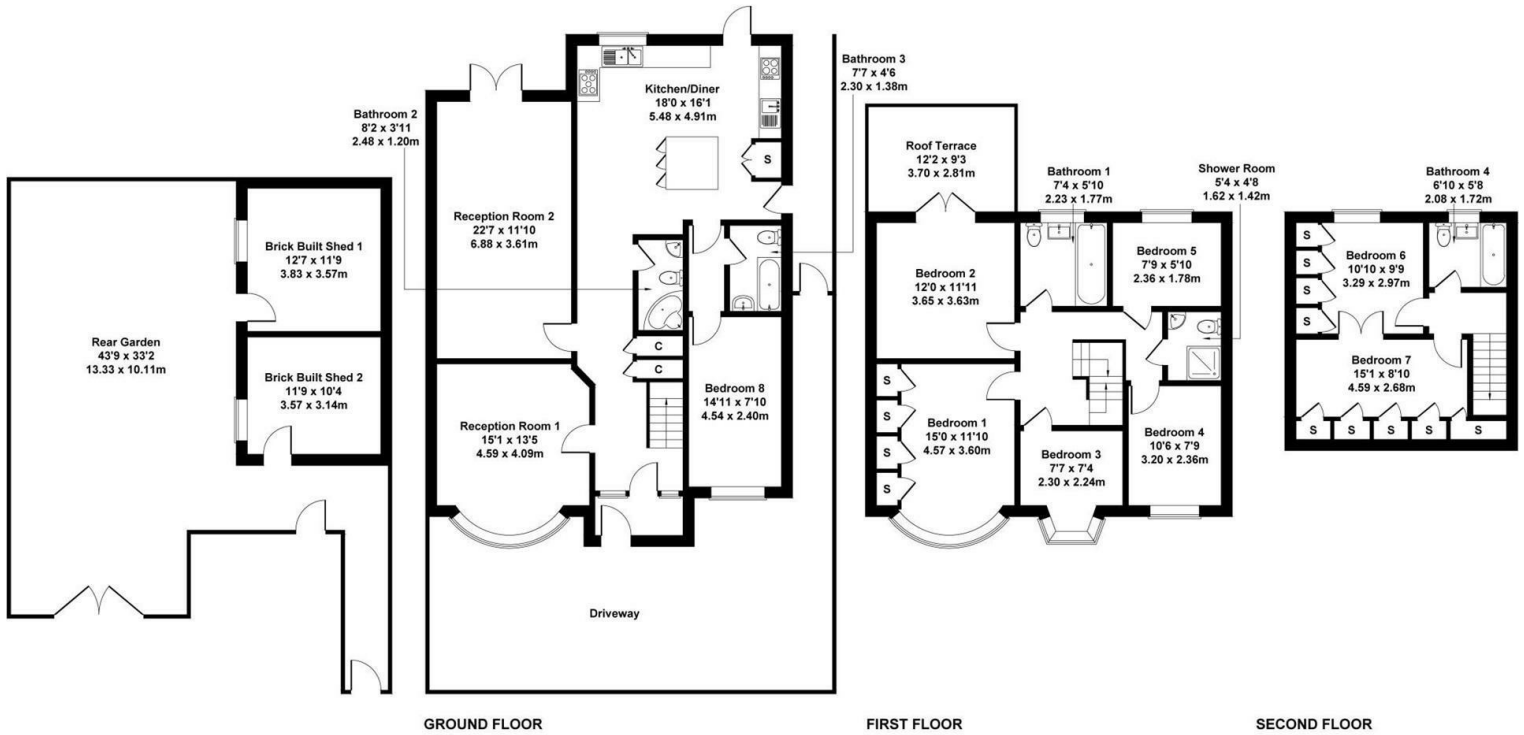 Rear Garden
43'9 x 33'2
13.33 x 10.11m
Brick Built Shed 1
12'7 x 11'9
3.83 x 3.57m
Brick Built Shed 2
11'9 x 10'4
3.57 x 3.14m
Bathroom 2
8'2 x 3'11
2.48 x 1.20m
Kitchen/Diner
18'0 x 16'1
5.48 x 4.91m
S
Bathroom 3
7'7 x 4'6
2.30 x 1.38m
Reception Room 2
22'7 x 11'10
6.88 x 3.61m
C
C
Reception Room 1
15'1 x 13'5
4.59 x 4.09m
Bedroom 8
14'11 x 7'10
4.54 x 2.40m
Driveway
GROUND FLOOR
Roof Terrace
12'2 x 9'3
3.70 x 2.81m
Bathroom 1
7'4 x 5'10
2.23 x 1.77m
Shower Room
5'4 x 4'8
1.62 x 1.42m
Bedroom 2
12'0 x 11'11
3.65 x 3.63m
Bedroom 5
7'9 x 5'10
2.36 x 1.78m
S
S
S
S
Bedroom 1
15'0 x 11'10
4.57 x 3.60m
Bedroom 3
7'7 x 7'4
2.30 x 2.24m
Bedroom 4
10'6 x 7'9
3.20 x 2.36m
FIRST FLOOR
Bathroom 4
6'10 x 5'8
2.08 x 1.72m
S
S
S
S
Bedroom 6
10'10 x 9'9
3.29 x 2.97m
Bedroom 7
15'1 x 8'10
4.59 x 2.68m
S S S S S
SECOND FLOOR